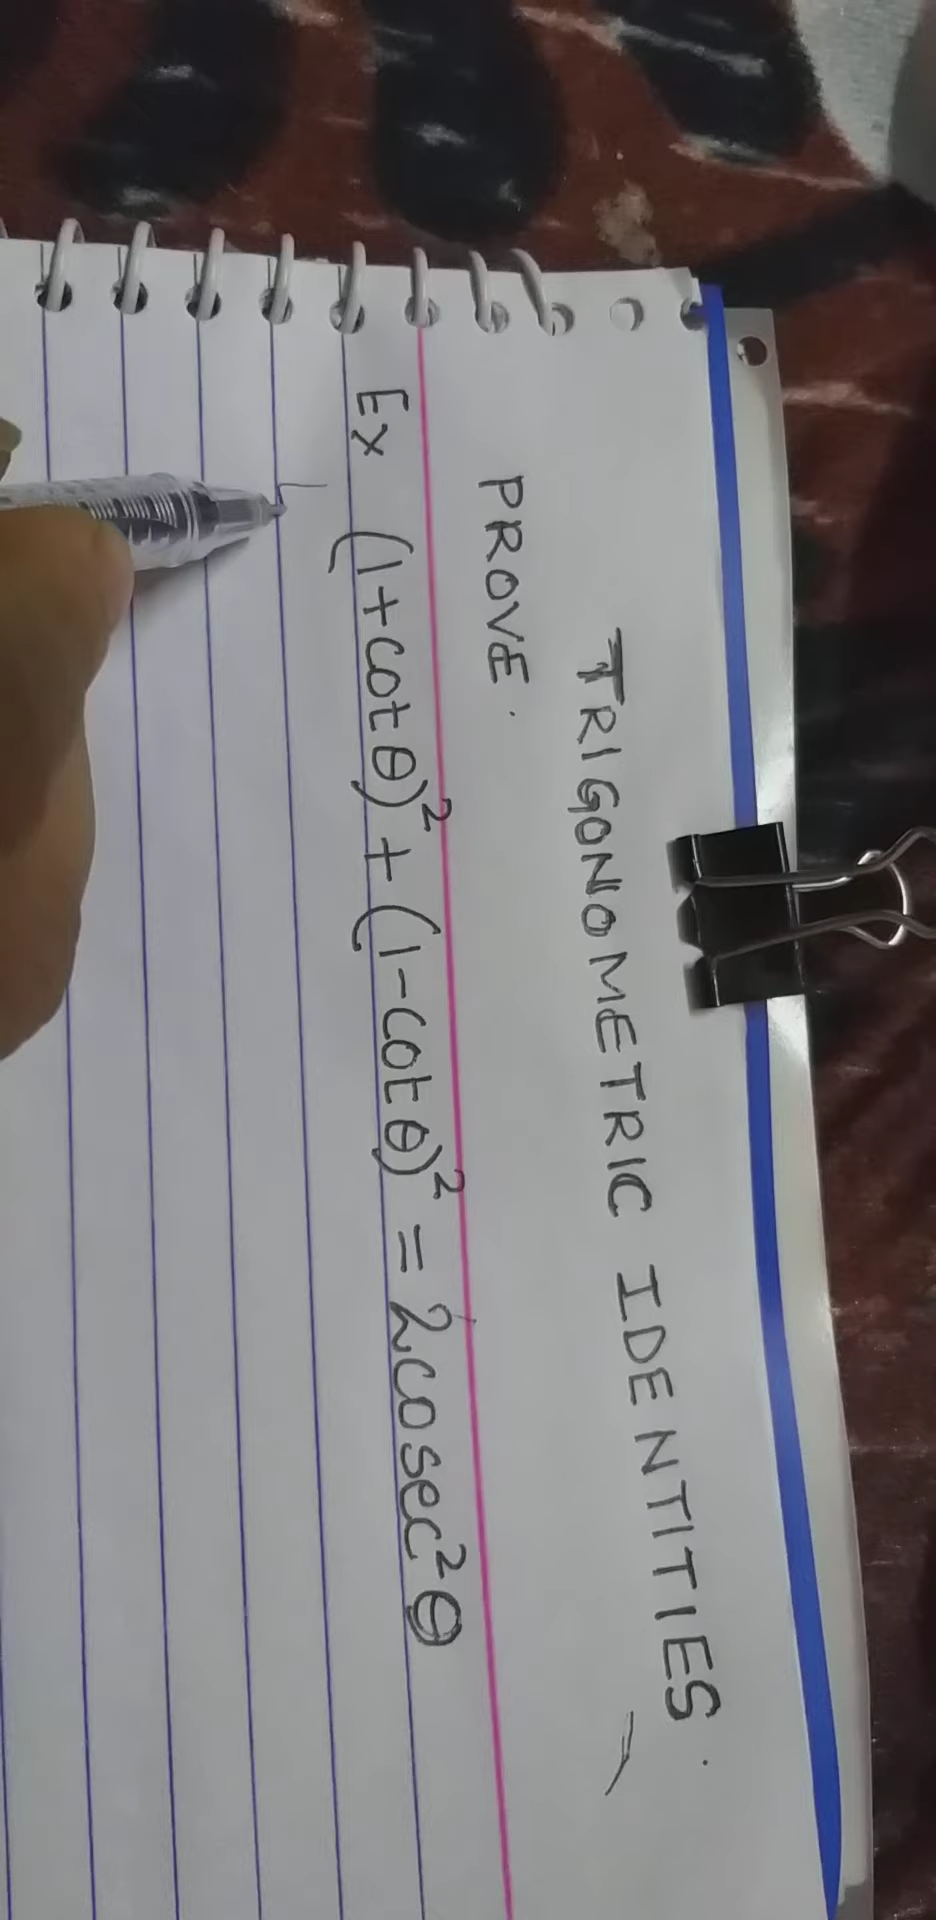 TRIGONOMETRIC IDENTITIES.
PROVE.
Ex (1+cotθ)² + (1-cotθ)² = 2cosec²θ
L